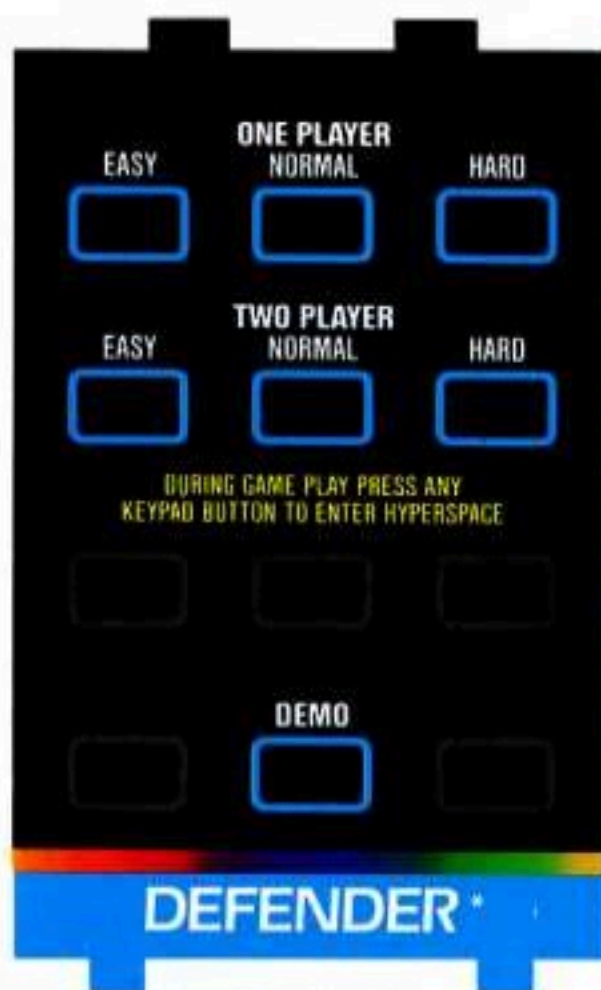 ONE PLAYER
EASY NORMAL HARD
TWO PLAYER
EASY NORMAL HARD
DURING GAME PLAY PRESS ANY
KEYPAD BUTTON TO ENTER HYPERSPACE
DEMO
DEFENDER*